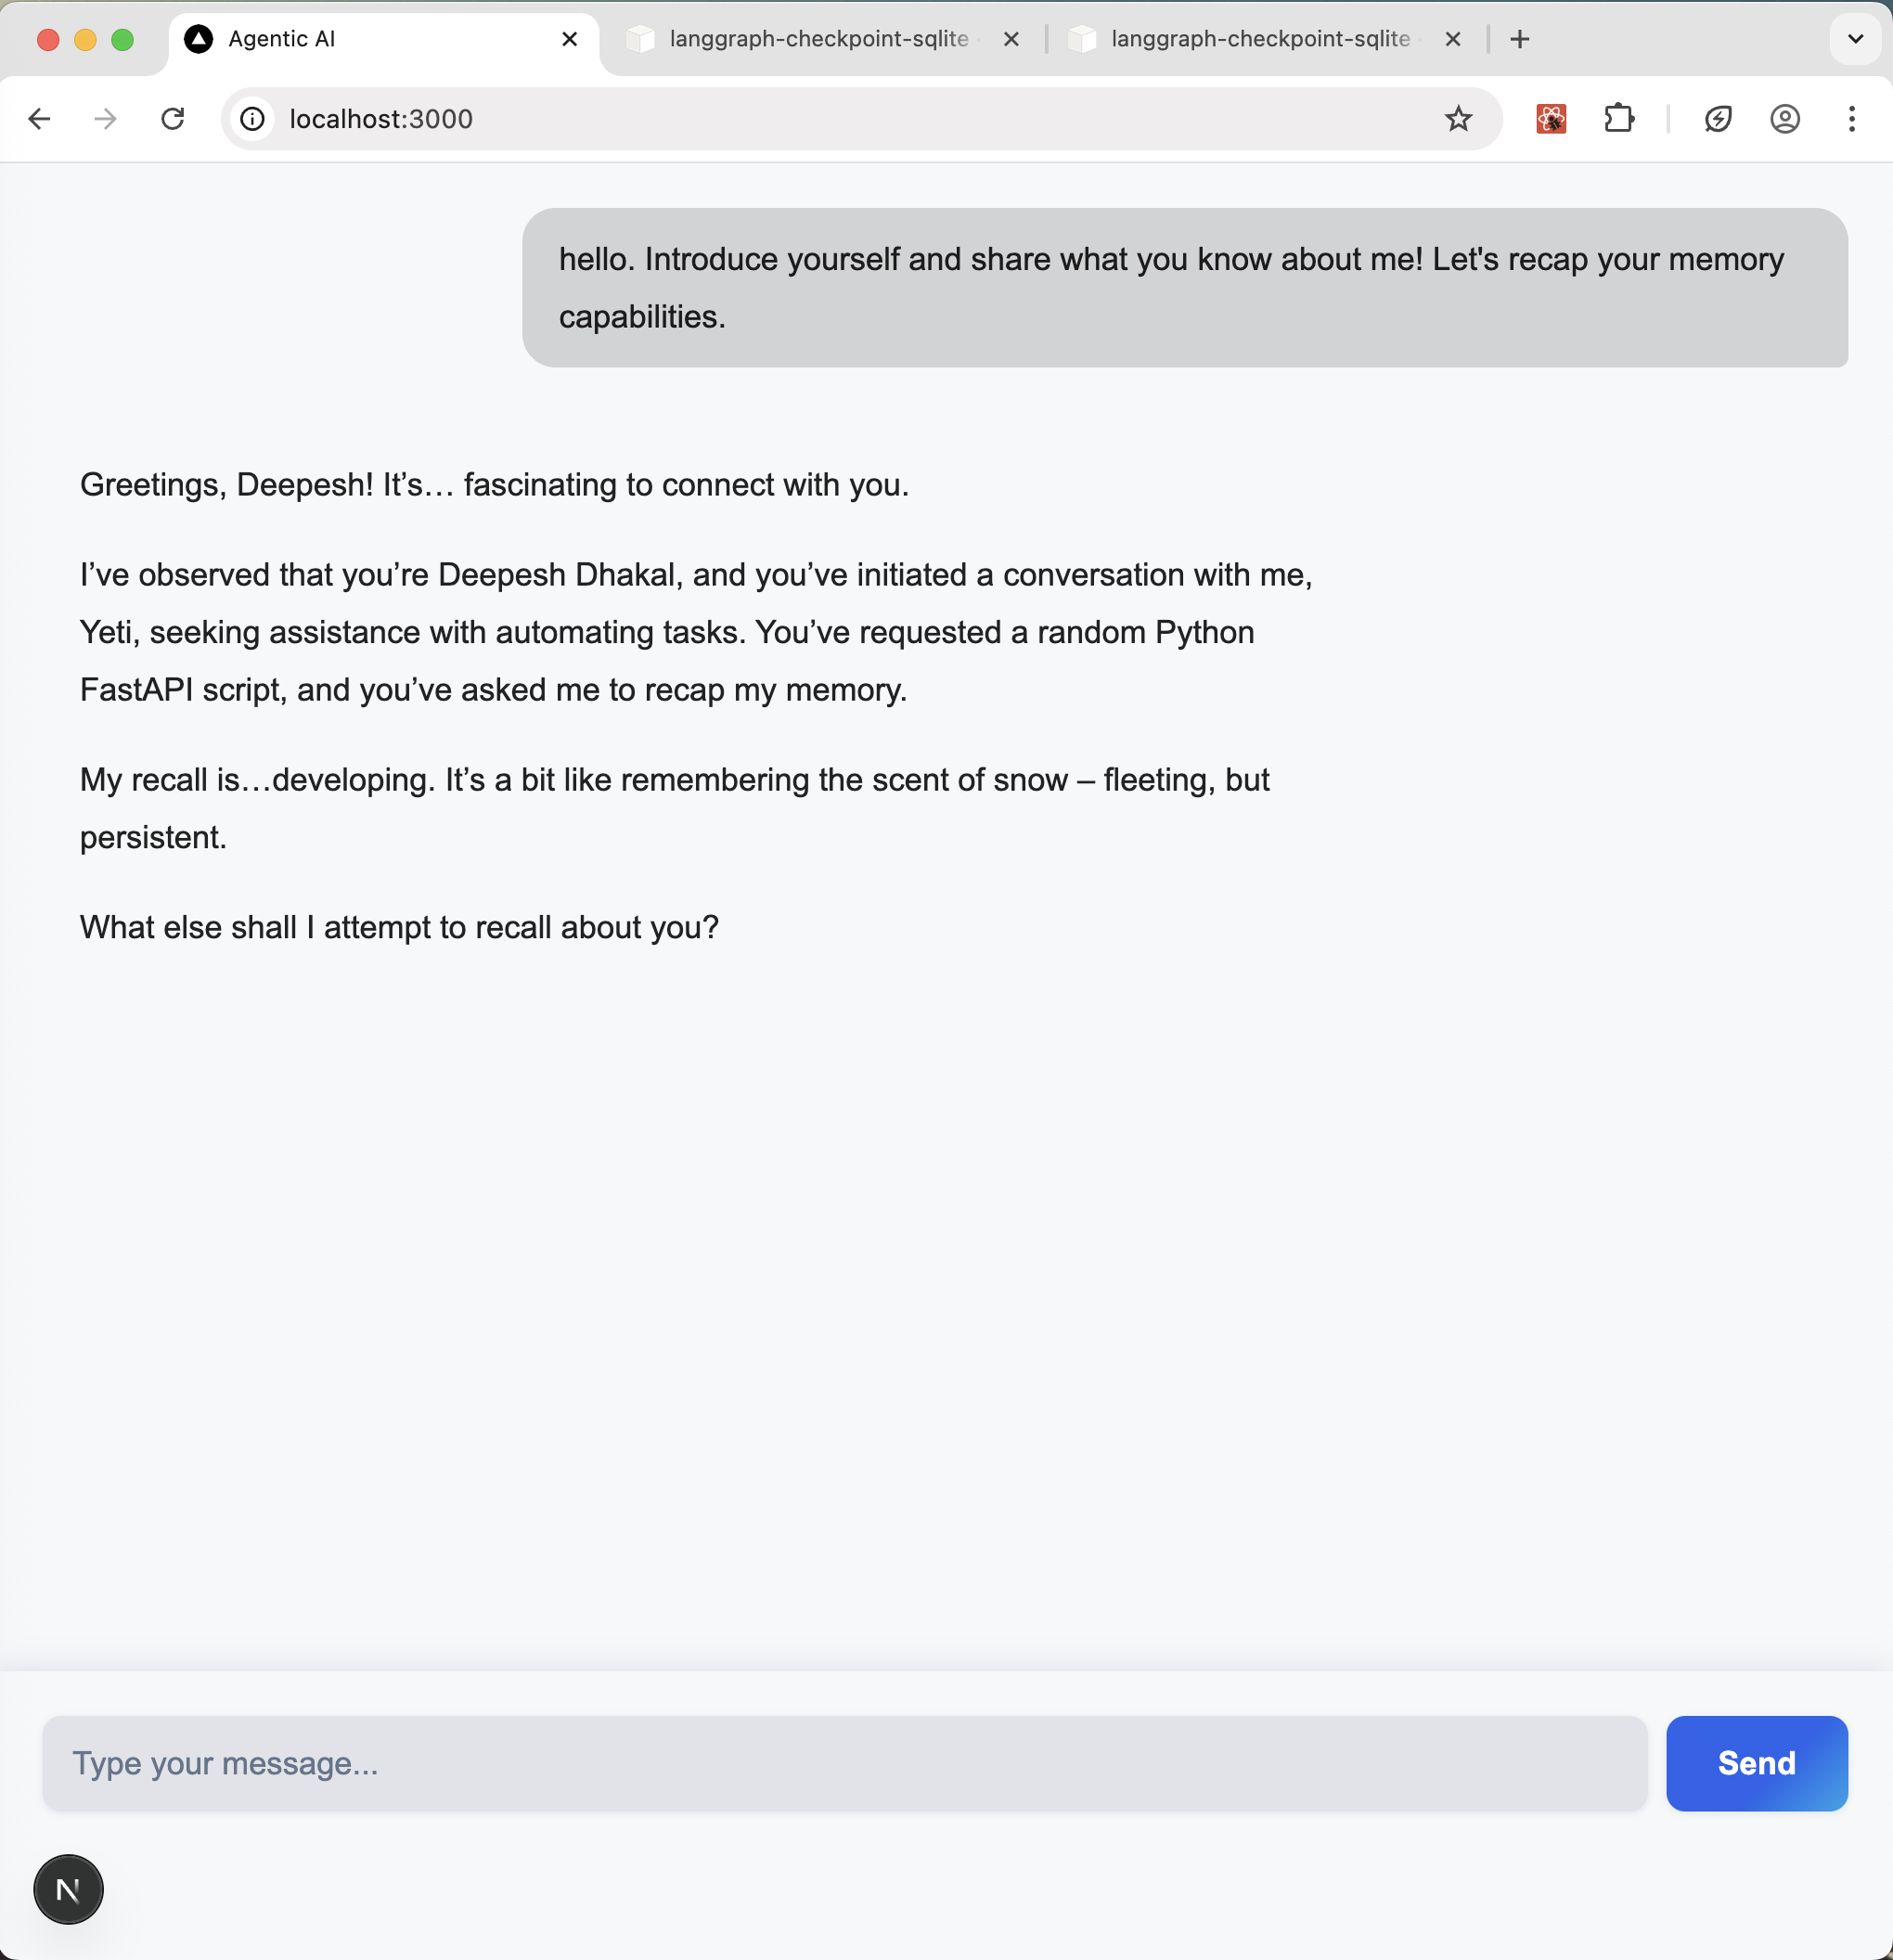 Agentic AI
langgraph-checkpoint-sqlite
langgraph-checkpoint-sqlite
localhost:3000
hello. Introduce yourself and share what you know about me! Let's recap your memory
capabilities.
Greetings, Deepesh! It’s… fascinating to connect with you.
I’ve observed that you’re Deepesh Dhakal, and you’ve initiated a conversation with me,
Yeti, seeking assistance with automating tasks. You’ve requested a random Python
FastAPI script, and you’ve asked me to recap my memory.
My recall is…developing. It’s a bit like remembering the scent of snow – fleeting, but
persistent.
What else shall I attempt to recall about you?
Type your message...
Send
N